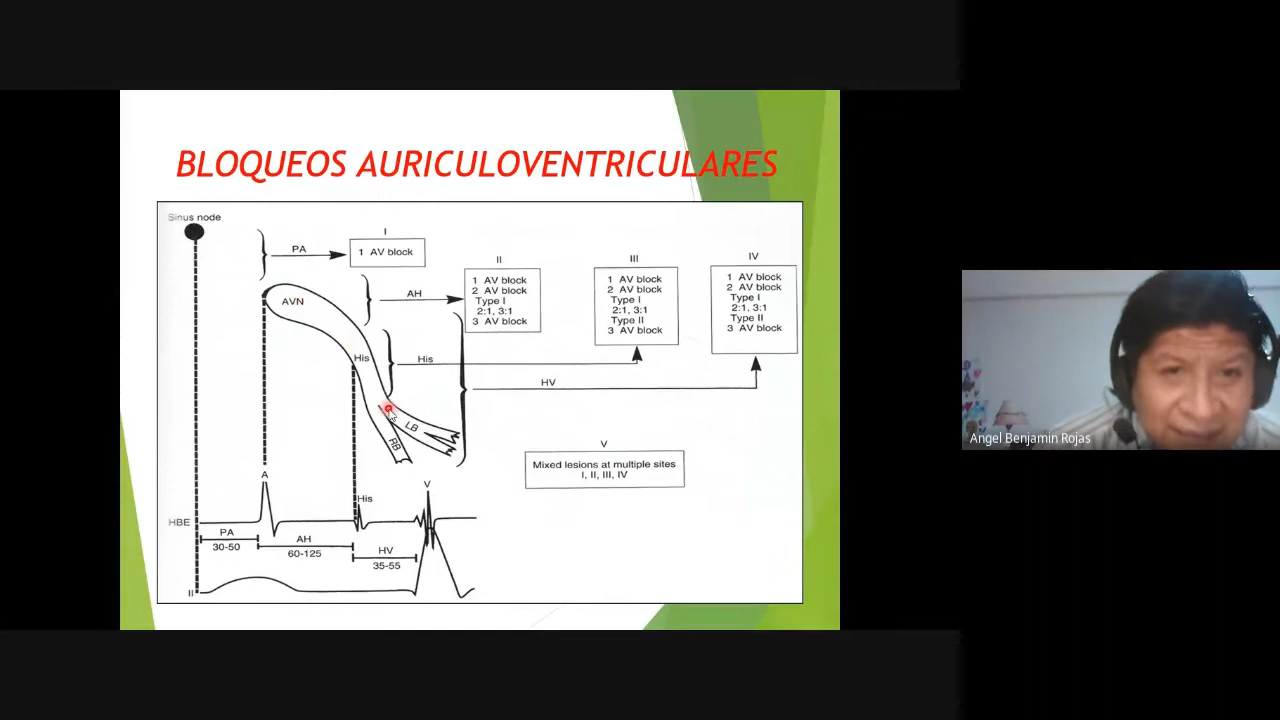 BLOQUEOS AURICULOVENTRICULARES
Sinus node
PA
I
1 AV block
AVN
AH
II
1 AV block
2 AV block
Type I
2:1, 3:1
3 AV block
III
1 AV block
2 AV block
Type I
2:1, 3:1
Type II
3 AV block
IV
1 AV block
2 AV block
Type I
2:1, 3:1
Type II
3 AV block
His
His
HV
LB
RB
V
Mixed lesions at multiple sites
I, II, III, IV
A
His
V
HBE
PA
30-50
AH
60-125
HV
35-55
II
Angel Benjamin Rojas